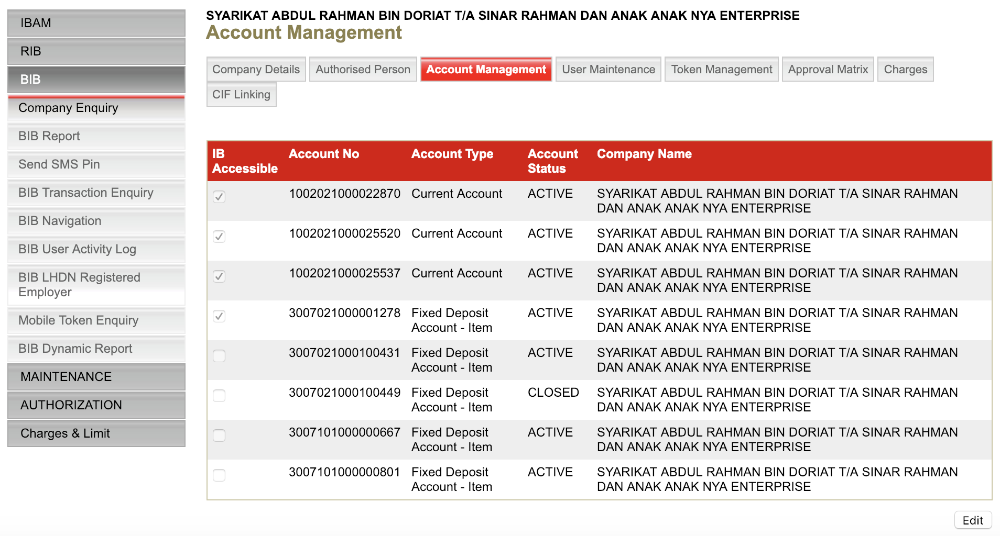 IBAM
RIB
BIB
Company Enquiry
BIB Report
Send SMS Pin
BIB Transaction Enquiry
BIB Navigation
BIB User Activity Log
BIB LHDN Registered
Employer
Mobile Token Enquiry
BIB Dynamic Report
MAINTENANCE
AUTHORIZATION
Charges & Limit
SYARIKAT ABDUL RAHMAN BIN DORIAT T/A SINAR RAHMAN DAN ANAK ANAK NYA ENTERPRISE
Account Management
Company Details Authorised Person Account Management User Maintenance Token Management Approval Matrix Charges
CIF Linking
IB Accessible Account No Account Type Account Status Company Name
1002021000022870 Current Account ACTIVE SYARIKAT ABDUL RAHMAN BIN DORIAT T/A SINAR RAHMAN
DAN ANAK ANAK NYA ENTERPRISE
1002021000025520 Current Account ACTIVE SYARIKAT ABDUL RAHMAN BIN DORIAT T/A SINAR RAHMAN
DAN ANAK ANAK NYA ENTERPRISE
1002021000025537 Current Account ACTIVE SYARIKAT ABDUL RAHMAN BIN DORIAT T/A SINAR RAHMAN
DAN ANAK ANAK NYA ENTERPRISE
3007021000001278 Fixed Deposit ACTIVE SYARIKAT ABDUL RAHMAN BIN DORIAT T/A SINAR RAHMAN
Account - Item DAN ANAK ANAK NYA ENTERPRISE
3007021000100431 Fixed Deposit ACTIVE SYARIKAT ABDUL RAHMAN BIN DORIAT T/A SINAR RAHMAN
Account - Item DAN ANAK ANAK NYA ENTERPRISE
3007021000100449 Fixed Deposit CLOSED SYARIKAT ABDUL RAHMAN BIN DORIAT T/A SINAR RAHMAN
Account - Item DAN ANAK ANAK NYA ENTERPRISE
3007101000000667 Fixed Deposit ACTIVE SYARIKAT ABDUL RAHMAN BIN DORIAT T/A SINAR RAHMAN
Account - Item DAN ANAK ANAK NYA ENTERPRISE
3007101000000801 Fixed Deposit ACTIVE SYARIKAT ABDUL RAHMAN BIN DORIAT T/A SINAR RAHMAN
Account - Item DAN ANAK ANAK NYA ENTERPRISE
Edit